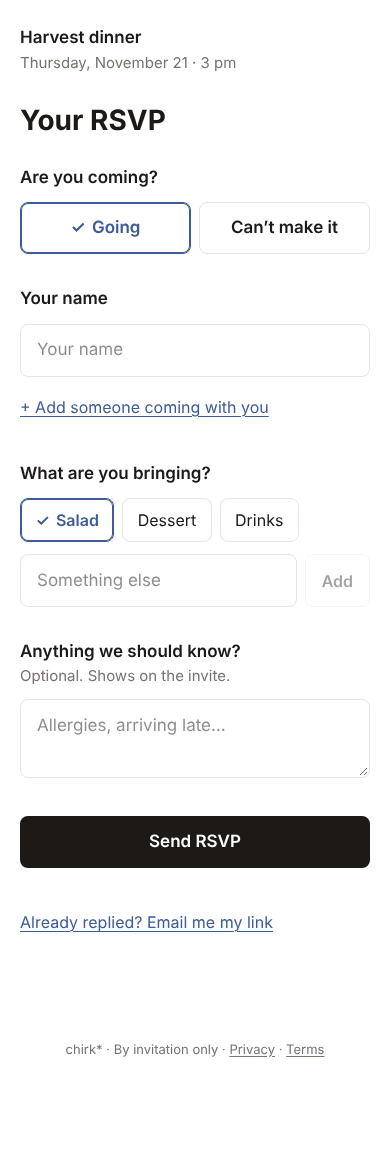 Harvest dinner
Thursday, November 21 · 3 pm
Your RSVP
Are you coming?
✓ Going
Can’t make it
Your name
Your name
+ Add someone coming with you
What are you bringing?
✓ Salad
Dessert
Drinks
Something else
Add
Anything we should know?
Optional. Shows on the invite.
Allergies, arriving late…
Send RSVP
Already replied? Email me my link
chirk* · By invitation only · Privacy · Terms